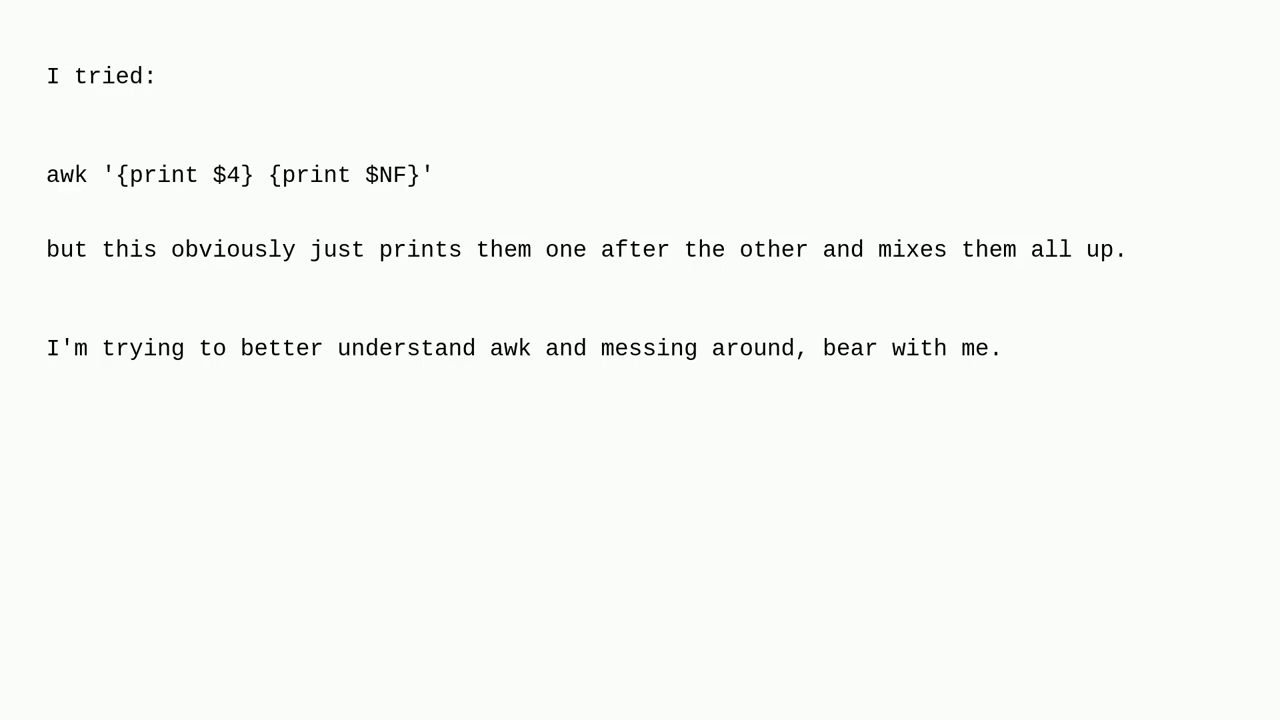 I tried:
awk '{print $4} {print $NF}'
but this obviously just prints them one after the other and mixes them all up.
I'm trying to better understand awk and messing around, bear with me.